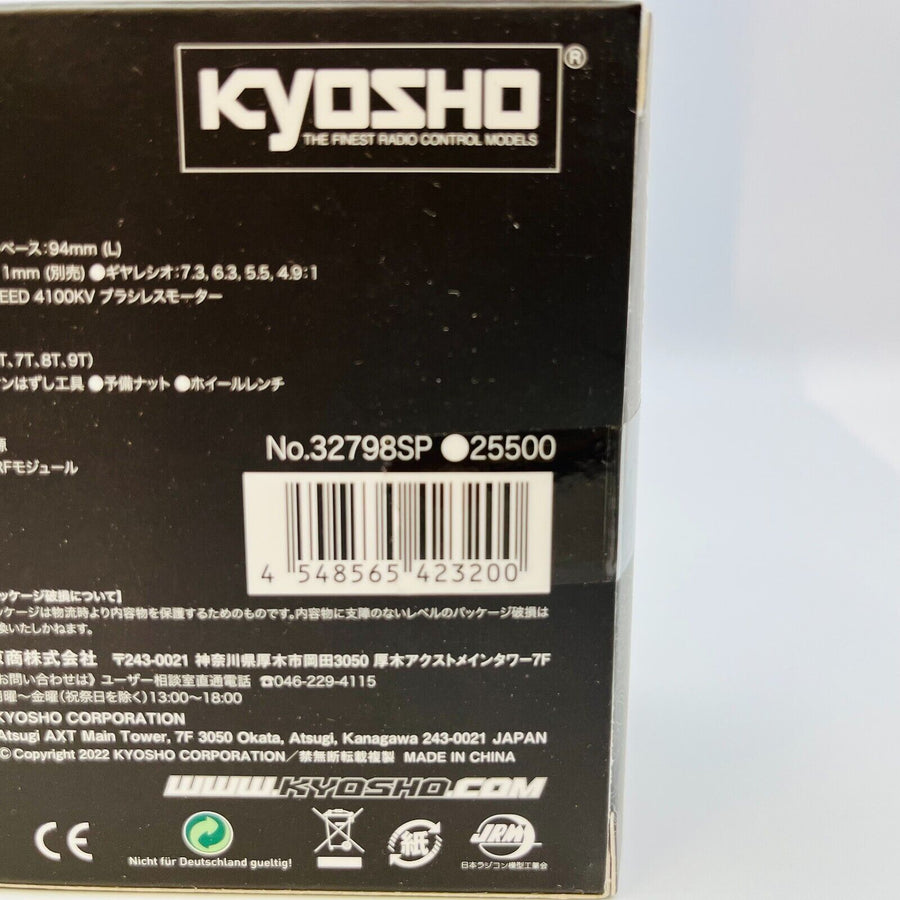 KYOSHO ®
THE FINEST RADIO CONTROL MODELS
ベース:94mm (L)
1mm (別売) ●ギヤレシオ:7.3, 6.3, 5.5, 4.9:1
EED 4100KV ブラシレスモーター
T、7T、8T、9T)
ンはずし工具 ●予備ナット ●ホイールレンチ
源
RFモジュール
No.32798SP ●25500
4 548565 423200
ッケージ破損について】
ッケージは物流時より内容物を保護するためのものです。内容物に支障のないレベルのパッケージ破損は
換いたしかねます。
京商株式会社 〒243-0021 神奈川県厚木市岡田3050 厚木アクストメインタワー7F
お問い合わせは》ユーザー相談室直通電話 ☎046-229-4115
月曜〜金曜(祝祭日を除く)13:00〜18:00
KYOSHO CORPORATION
Atsugi AXT Main Tower, 7F 3050 Okata, Atsugi, Kanagawa 243-0021 JAPAN
© Copyright 2022 KYOSHO CORPORATION/禁無断転載複製 MADE IN CHINA
WWW.KYOSHO.COM
CE
Nicht für Deutschland gueltig!
紙
JRM
日本ラジコン模型工業会